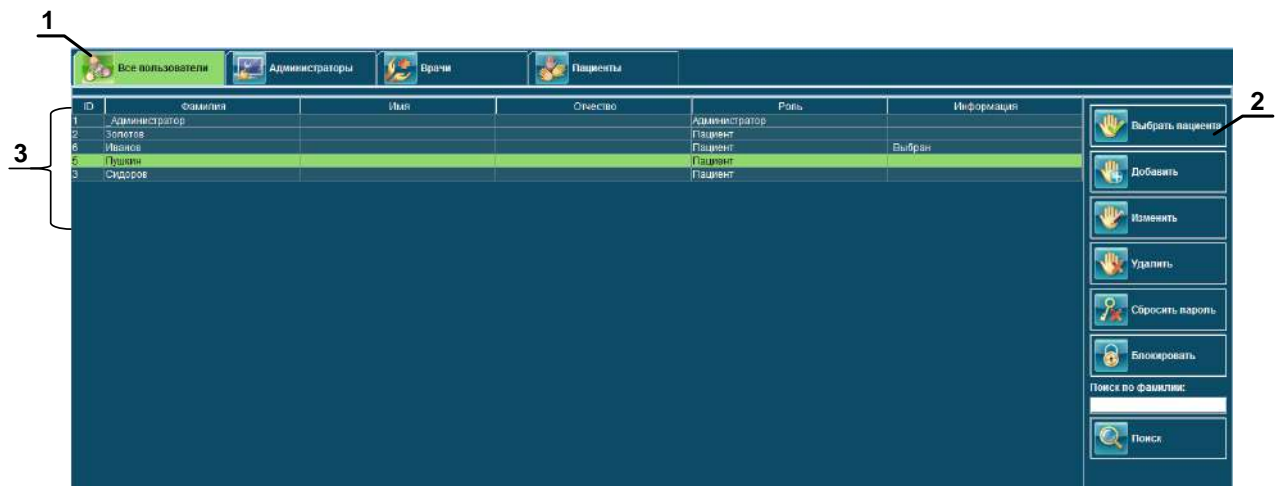 1
Все пользователи Администраторы Врачи Пациенты
ID Фамилия Имя Отчество Роль Информация
1 _Администратор Администратор
2 Золотов Пациент
6 Иванов Пациент Выбран
5 Пушкин Пациент
3 Сидоров Пациент
3
2
Выбрать пациента
Добавить
Изменить
Удалить
Сбросить пароль
Блокировать
Поиск по фамилии:
Поиск